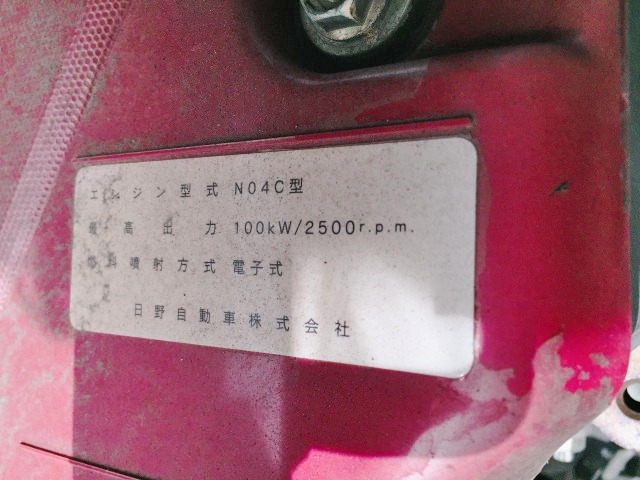 エンジン型式 N04C型
最高出力 100kW/2500r.p.m.
燃料噴射方式 電子式
日野自動車株式会社